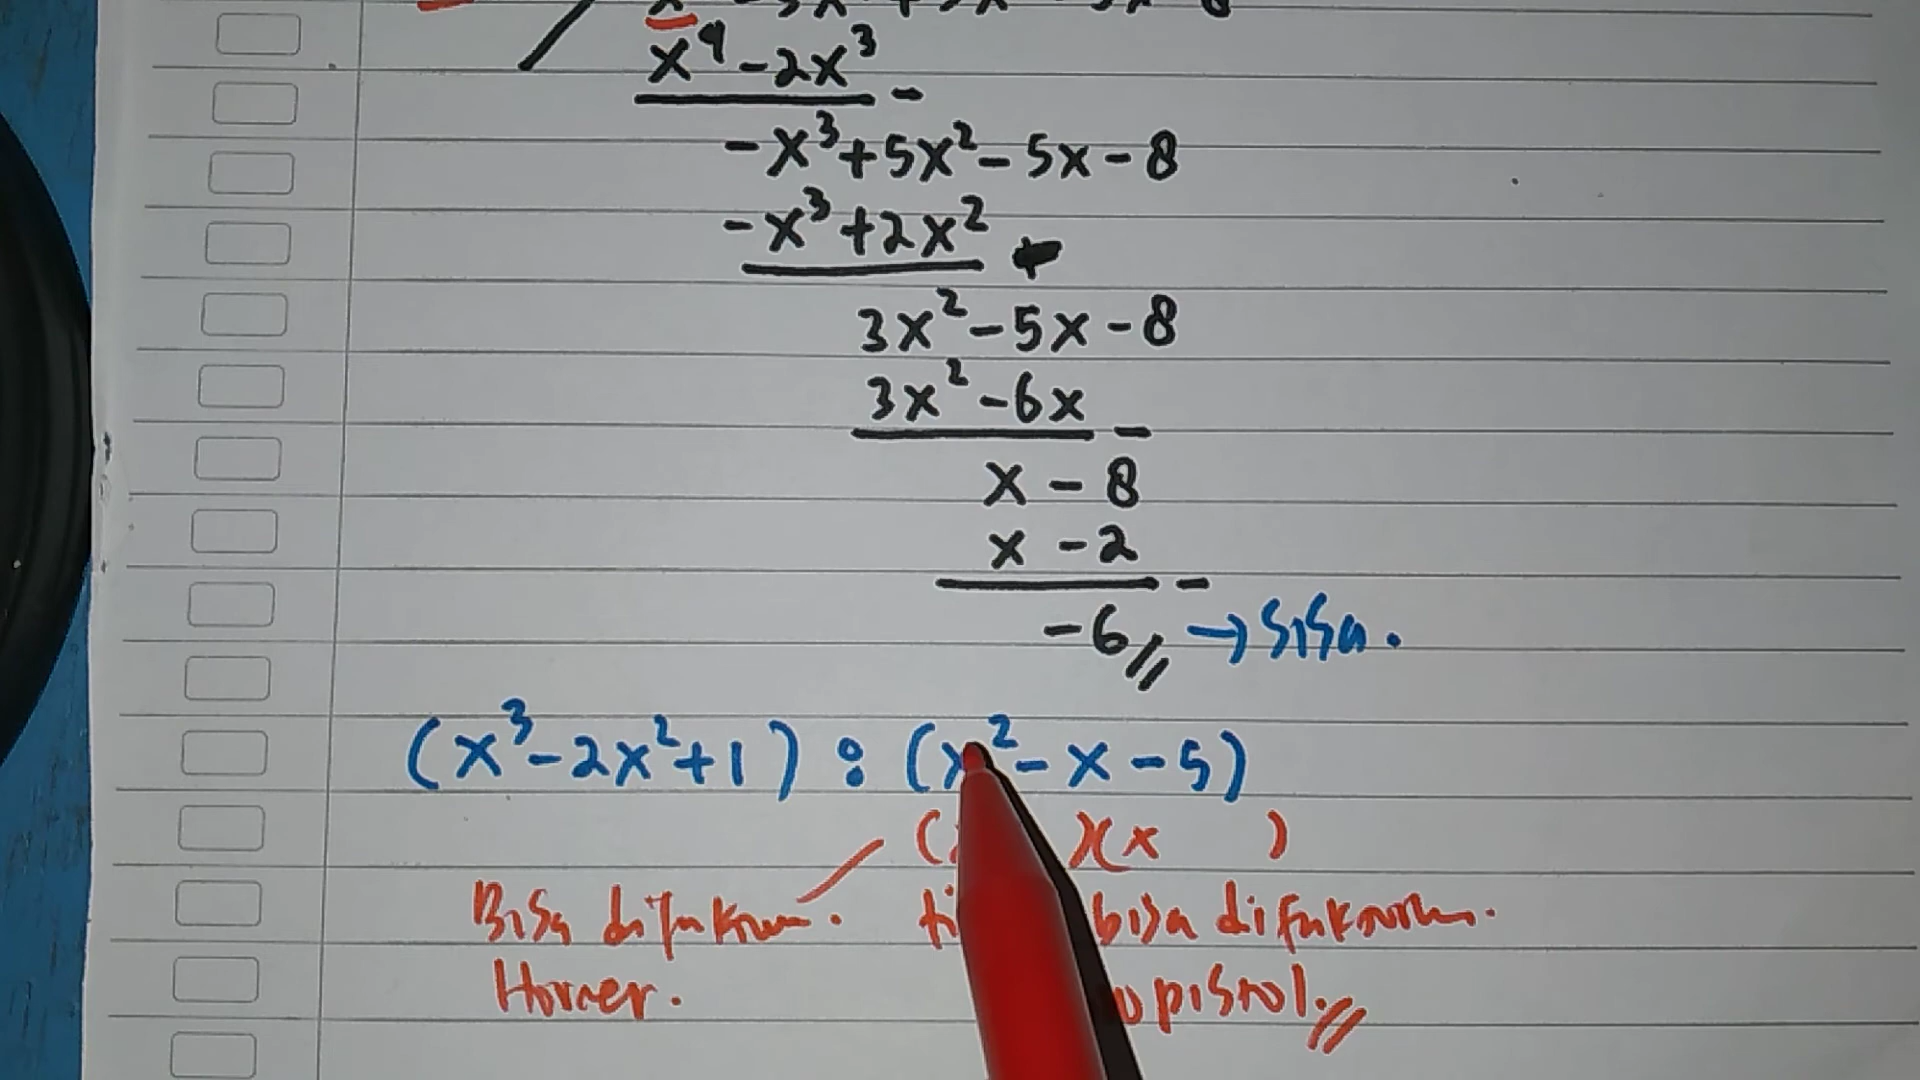 x⁴ - 2x³
-
-x³ + 5x² - 5x - 8
-x³ + 2x²
3x² - 5x - 8
3x² - 6x
-
x - 8
x - 2
-
-6 // → Sisa.
(x³ - 2x² + 1) : (x² - x - 5)
( )(x )
Bisa difaktorkan. bisa difaktorkan.
Horner. pistol. //